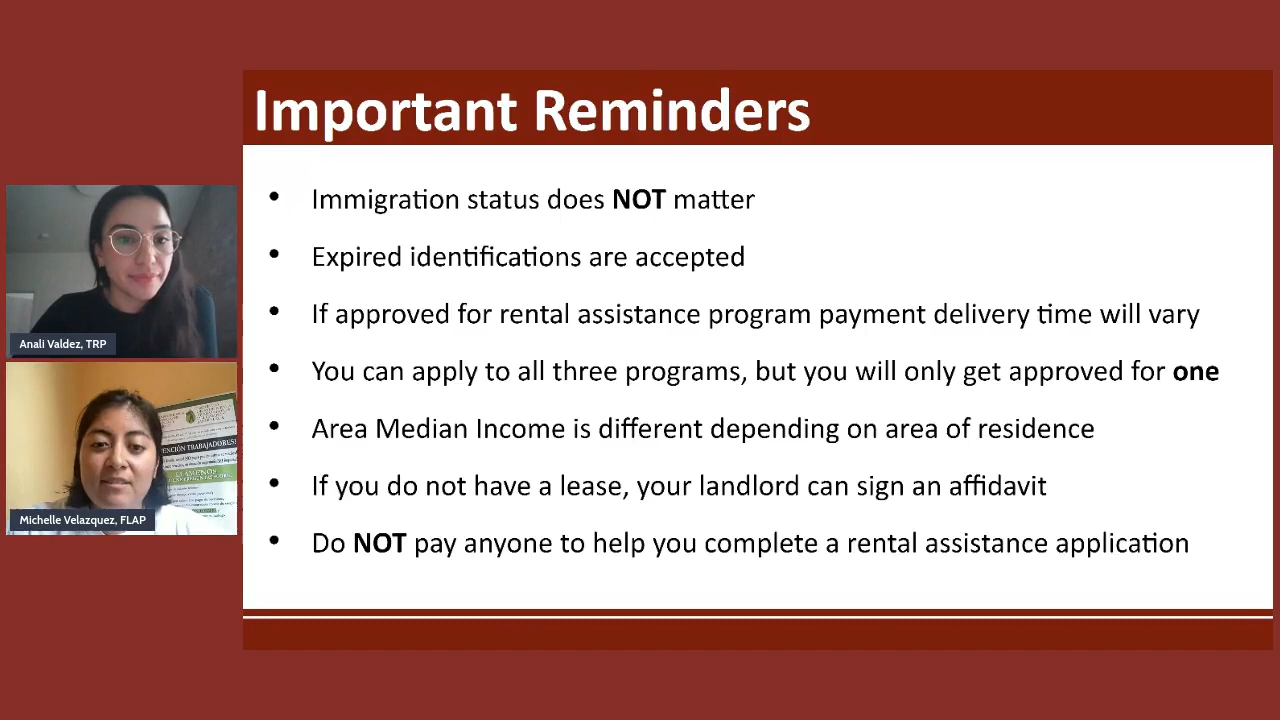 Important Reminders
• Immigration status does NOT matter
• Expired identifications are accepted
• If approved for rental assistance program payment delivery time will vary
• You can apply to all three programs, but you will only get approved for one
• Area Median Income is different depending on area of residence
• If you do not have a lease, your landlord can sign an affidavit
• Do NOT pay anyone to help you complete a rental assistance application
Anali Valdez, TRP
TRABAJADORES
Michelle Velazquez, FLAP